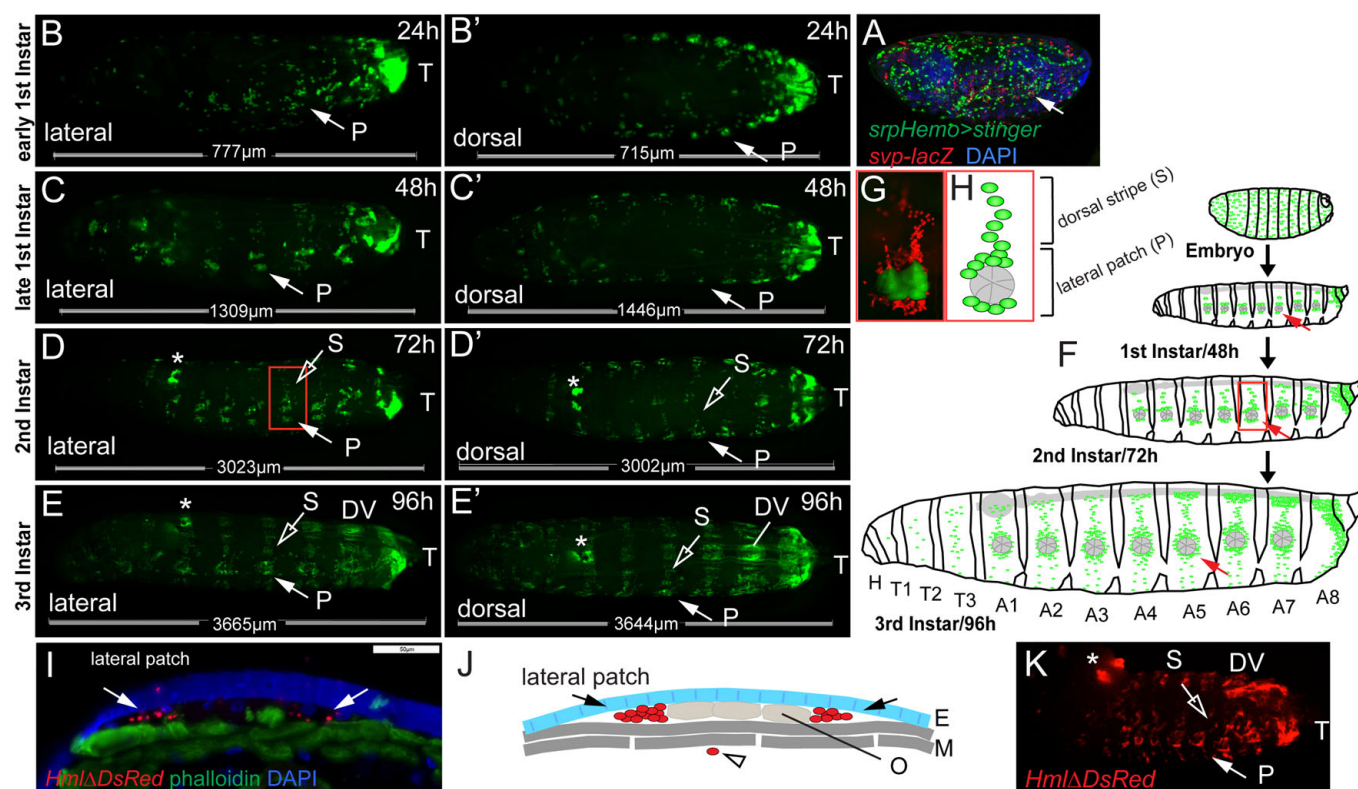 early 1st Instar
B
24h
T
P
lateral
777µm
B’
24h
T
P
dorsal
715µm
A
srpHemo>stinger
svp-lacZ DAPI
late 1st Instar
C
48h
T
P
lateral
1309µm
C’
48h
T
P
dorsal
1446µm
G
H
dorsal stripe (S)
lateral patch (P)
2nd Instar
D
72h
*
S
T
P
lateral
3023µm
D’
72h
*
S
T
P
dorsal
3002µm
3rd Instar
E
96h
*
S
DV
T
P
lateral
3665µm
E’
96h
*
S
DV
T
P
dorsal
3644µm
Embryo
1st Instar/48h
F
2nd Instar/72h
H T1 T2 T3 A1 A2 A3 A4 A5 A6 A7 A8
3rd Instar/96h
I
lateral patch
50µm
HmlΔDsRed phalloidin DAPI
J
lateral patch
E
M
O
K
*
S
DV
T
P
HmlΔDsRed